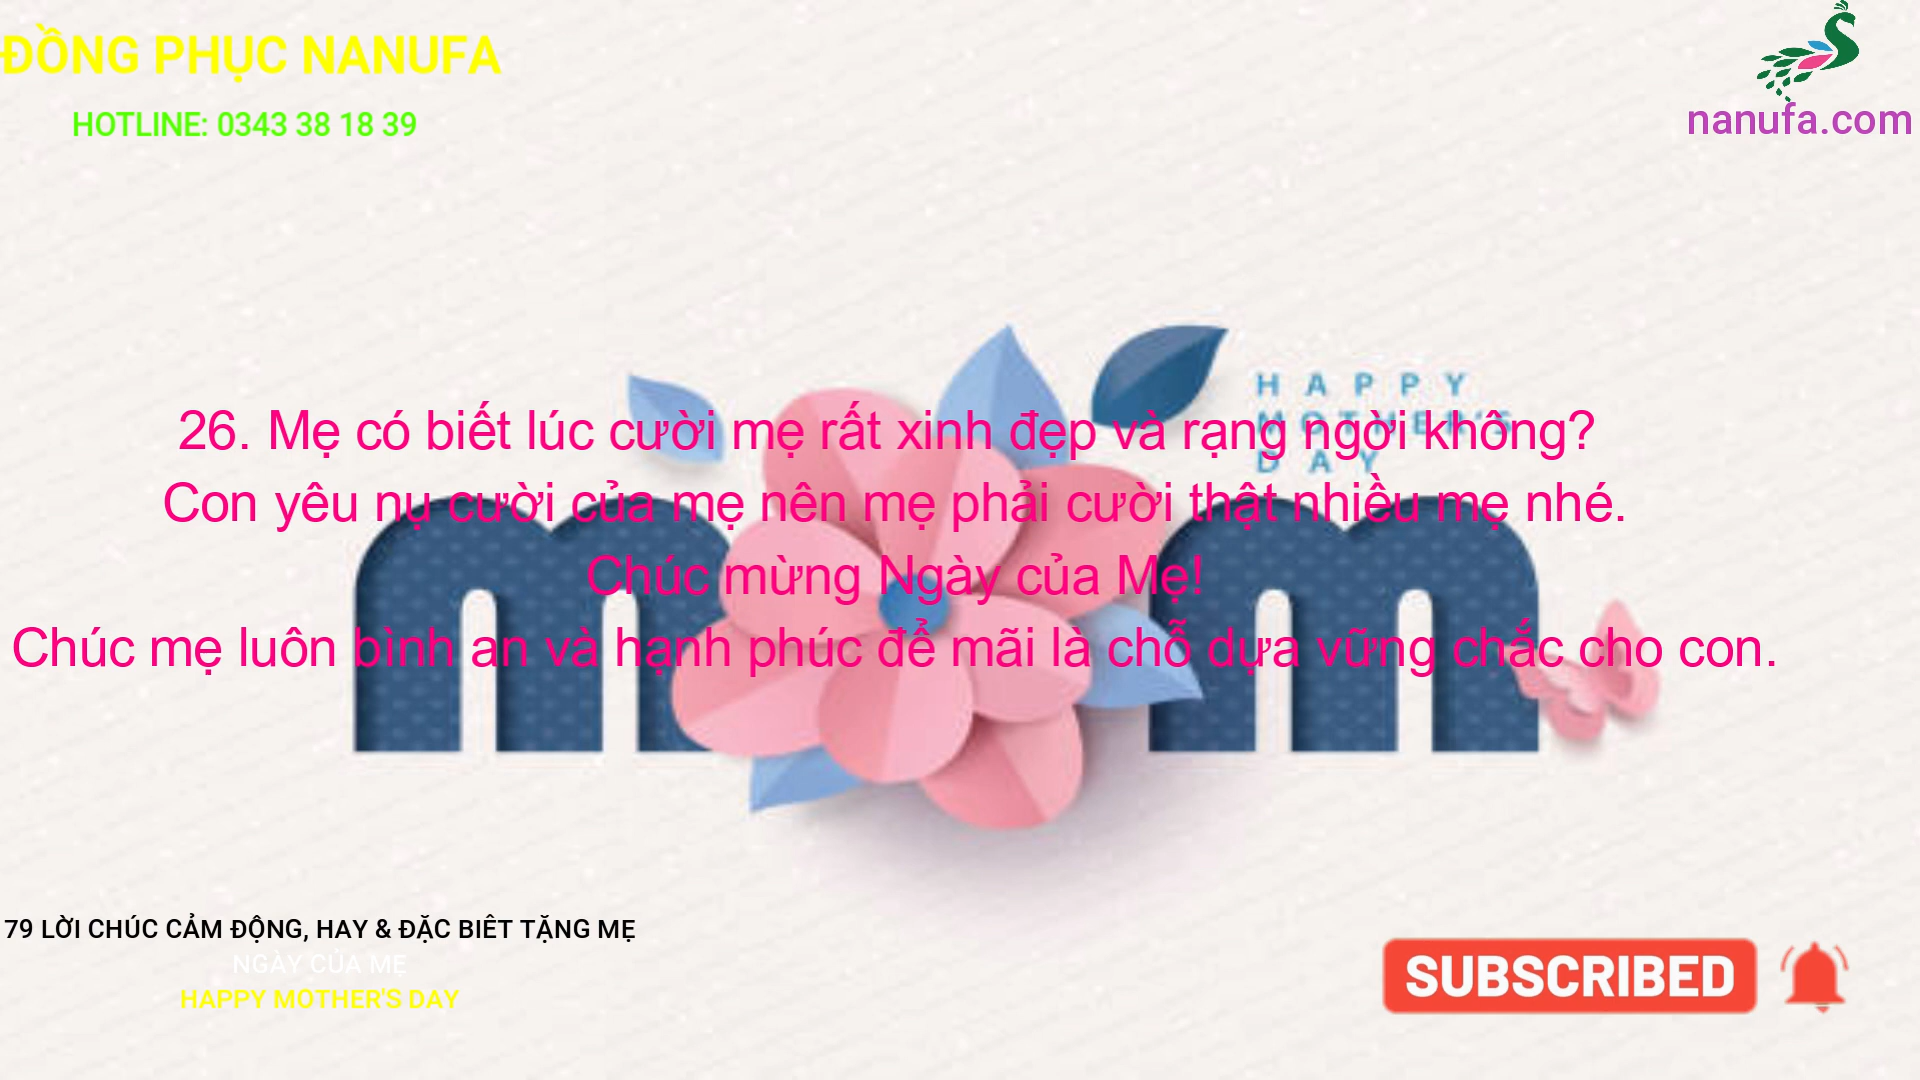 ĐỒNG PHỤC NANUFA
HOTLINE: 0343 38 18 39
nanufa.com
HAPPY
MOTHER'S
DAY
26. Mẹ có biết lúc cười mẹ rất xinh đẹp và rạng ngời không?
Con yêu nụ cười của mẹ nên mẹ phải cười thật nhiều mẹ nhé.
Chúc mừng Ngày của Mẹ!
Chúc mẹ luôn bình an và hạnh phúc để mãi là chỗ dựa vững chắc cho con.
m m
79 LỜI CHÚC CẢM ĐỘNG, HAY & ĐẶC BIÊT TẶNG MẸ
NGÀY CỦA MẸ
HAPPY MOTHER'S DAY
SUBSCRIBED